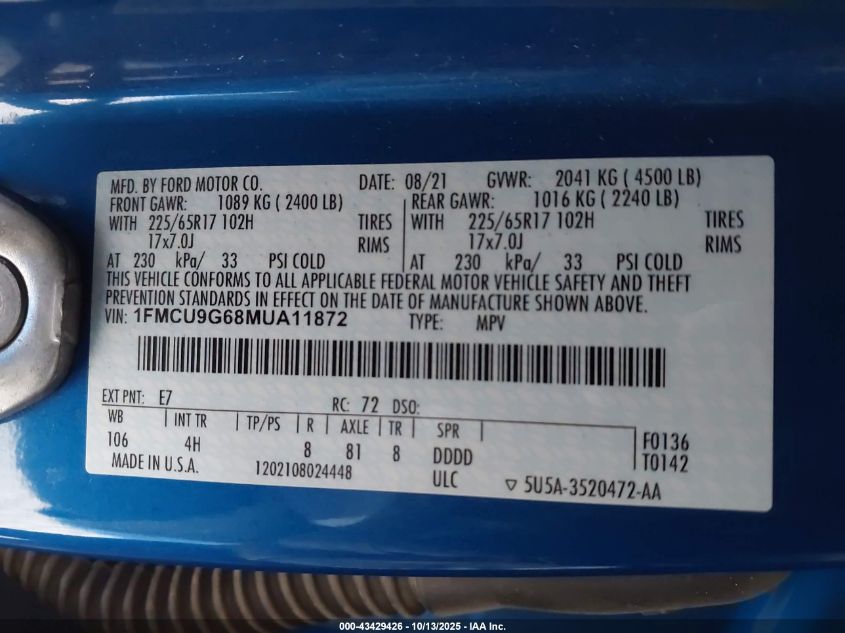 MFD. BY FORD MOTOR CO. DATE: 08/21 GVWR: 2041 KG ( 4500 LB)
FRONT GAWR: 1089 KG ( 2400 LB) REAR GAWR: 1016 KG ( 2240 LB)
WITH 225/65R17 102H TIRES WITH 225/65R17 102H TIRES
17x7.0J RIMS 17x7.0J RIMS
AT 230 kPa/ 33 PSI COLD AT 230 kPa/ 33 PSI COLD
THIS VEHICLE CONFORMS TO ALL APPLICABLE FEDERAL MOTOR VEHICLE SAFETY AND THEFT
PREVENTION STANDARDS IN EFFECT ON THE DATE OF MANUFACTURE SHOWN ABOVE.
VIN: 1FMCU9G68MUA11872 TYPE: MPV
EXT PNT: E7 RC: 72 DSO:
WB INT TR TP/PS R AXLE TR SPR
106 4H 8 81 8 DDDD F0136
T0142
MADE IN U.S.A. 1202108024448 ULC ▽ 5U5A-3520472-AA
000-43429426 - 10/13/2025 - IAA Inc.